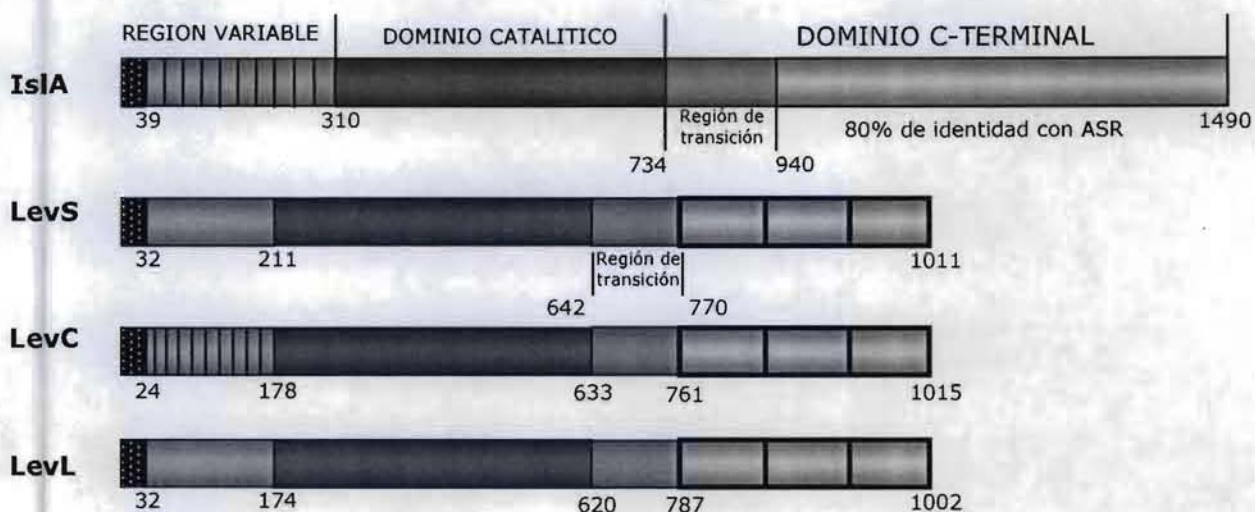 REGION VARIABLE DOMINIO CATALITICO DOMINIO C-TERMINAL
IslA
39 310 Región de transición 80% de identidad con ASR 1490
734 940
LevS
32 211 Región de transición 1011
642 770
LevC
24 178 633 761 1015
LevL
32 174 620 787 1002